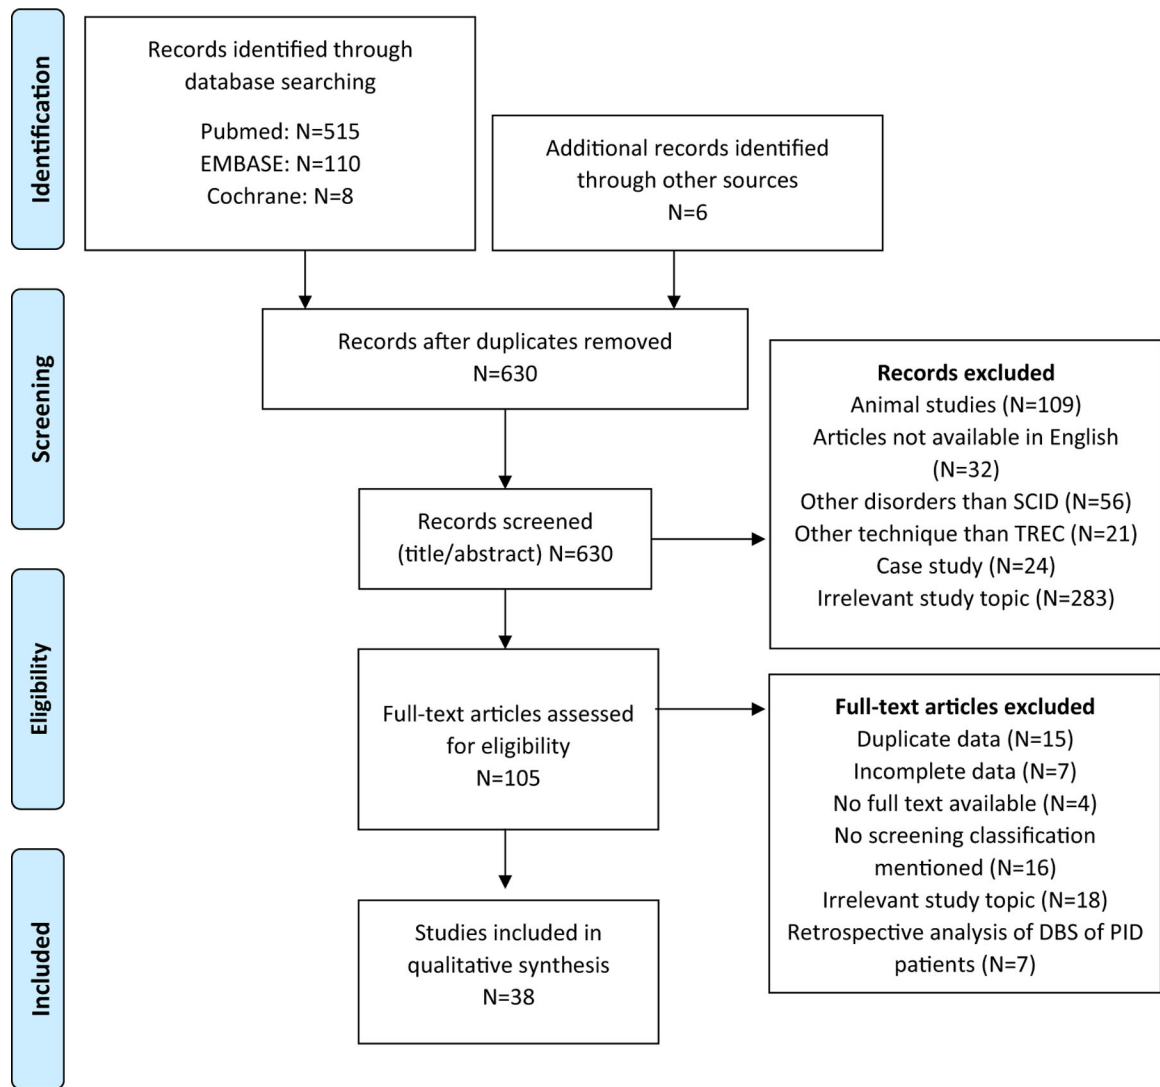 Identification
Records identified through
database searching
Pubmed: N=515
EMBASE: N=110
Cochrane: N=8
Additional records identified
through other sources
N=6
Screening
Records after duplicates removed
N=630
Records screened
(title/abstract) N=630
Records excluded
Animal studies (N=109)
Articles not available in English
(N=32)
Other disorders than SCID (N=56)
Other technique than TREC (N=21)
Case study (N=24)
Irrelevant study topic (N=283)
Eligibility
Full-text articles assessed
for eligibility
N=105
Full-text articles excluded
Duplicate data (N=15)
Incomplete data (N=7)
No full text available (N=4)
No screening classification
mentioned (N=16)
Irrelevant study topic (N=18)
Retrospective analysis of DBS of PID
patients (N=7)
Included
Studies included in
qualitative synthesis
N=38